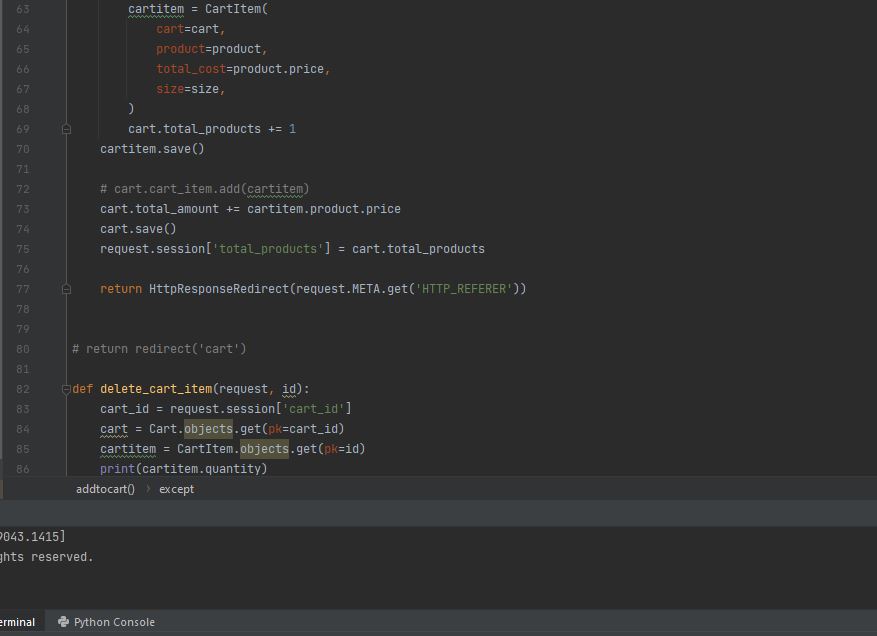 63 cartitem = CartItem(
64 cart=cart,
65 product=product,
66 total_cost=product.price,
67 size=size,
68 )
69 cart.total_products += 1
70 cartitem.save()
71
72 # cart.cart_item.add(cartitem)
73 cart.total_amount += cartitem.product.price
74 cart.save()
75 request.session['total_products'] = cart.total_products
76
77 return HttpResponseRedirect(request.META.get('HTTP_REFERER'))
78
79
80 # return redirect('cart')
81
82 def delete_cart_item(request, id):
83 cart_id = request.session['cart_id']
84 cart = Cart.objects.get(pk=cart_id)
85 cartitem = CartItem.objects.get(pk=id)
86 print(cartitem.quantity)
addtocart() › except
9043.1415]
ghts reserved.
erminal Python Console